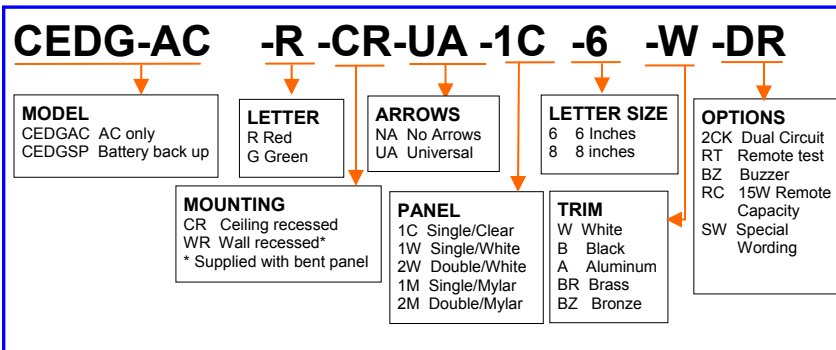 CEDG-AC -R -CR-UA -1C -6 -W -DR
MODEL
CEDGAC AC only
CEDGSP Battery back up
LETTER
R Red
G Green
ARROWS
NA No Arrows
UA Universal
LETTER SIZE
6 6 Inches
8 8 inches
OPTIONS
2CK Dual Circuit
RT Remote test
BZ Buzzer
RC 15W Remote
Capacity
SW Special
Wording
MOUNTING
CR Ceiling recessed
WR Wall recessed*
* Supplied with bent panel
PANEL
1C Single/Clear
1W Single/White
2W Double/White
1M Single/Mylar
2M Double/Mylar
TRIM
W White
B Black
A Aluminum
BR Brass
BZ Bronze